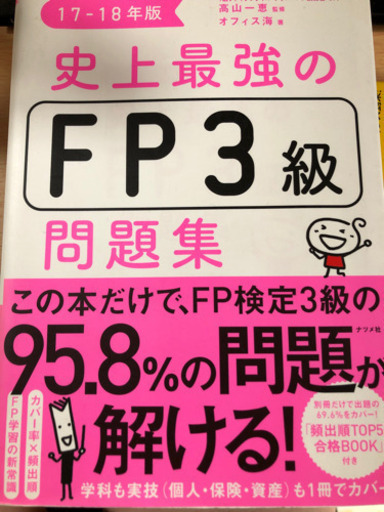 17-18年版
高山一恵 監修
オフィス海 著
史上最強の
FP3級
問題集
この本だけで、FP検定3級の
ナツメ社
95.8%の問題が
解ける!
カバー率×頻出順
FP学習の新常識
別冊だけで出題の
69.6%をカバー!
「頻出順TOP5
合格BOOK」
付き
学科も実技(個人・保険・資産)も1冊でカバー